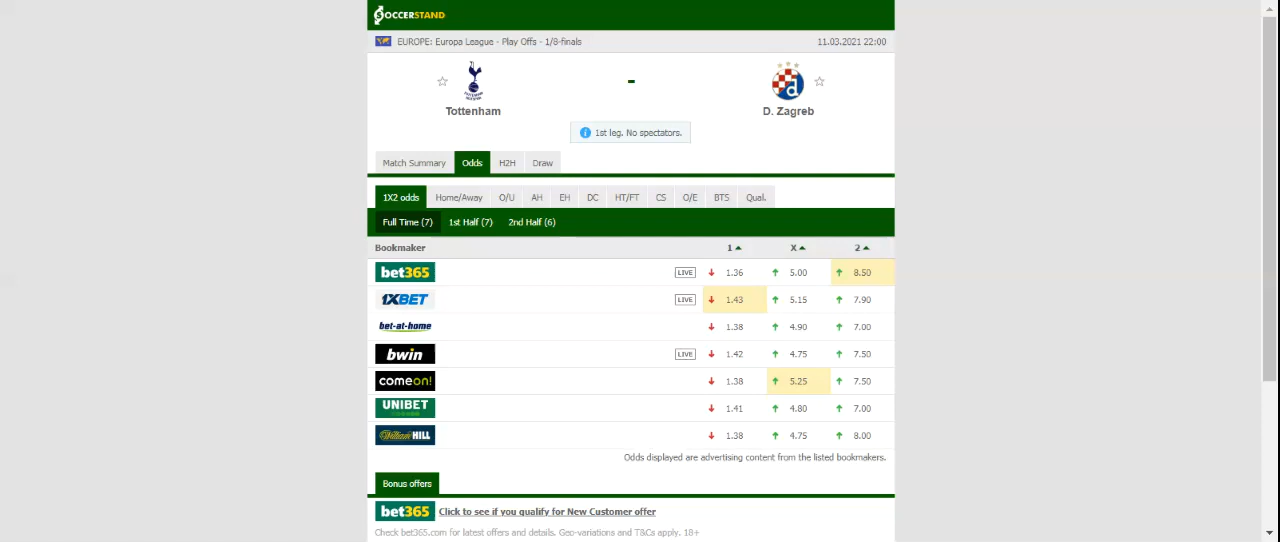 SOCCERSTAND
EUROPE: Europa League - Play Offs - 1/8-finals 11.03.2021 22:00
-
Tottenham D. Zagreb
1st leg. No spectators.
Match Summary Odds H2H Draw
1X2 odds Home/Away O/U AH EH DC HT/FT CS O/E BTS Qual.
Full Time (7) 1st Half (7) 2nd Half (6)
Bookmaker 1 X 2
bet365 LIVE 1.36 5.00 8.50
1XBET LIVE 1.43 5.15 7.90
bet-at-home 1.38 4.90 7.00
bwin LIVE 1.42 4.75 7.50
comeon! 1.38 5.25 7.50
UNIBET 1.41 4.80 7.00
William HILL 1.38 4.75 8.00
Odds displayed are advertising content from the listed bookmakers.
Bonus offers
bet365 Click to see if you qualify for New Customer offer
Check bet365.com for latest offers and details. Geo-variations and T&Cs apply. 18+